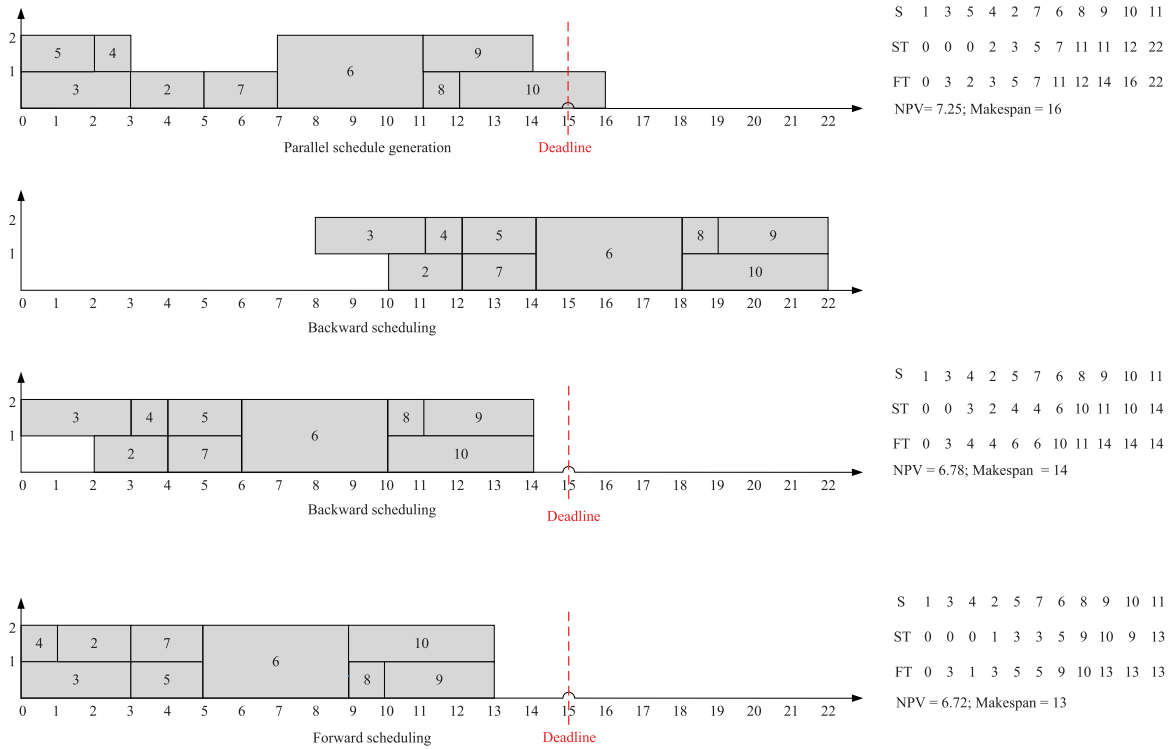 S 1 3 5 4 2 7 6 8 9 10 11
2 5 4 6 9
ST 0 0 0 2 3 5 7 11 11 12 22
1 3 2 7 8 10
FT 0 3 2 3 5 7 11 12 14 16 22
NPV= 7.25; Makespan = 16
0 1 2 3 4 5 6 7 8 9 10 11 12 13 14 15 16 17 18 19 20 21 22
Parallel schedule generation Deadline
2 3 4 5 6 8 9
1 2 7 10
0 1 2 3 4 5 6 7 8 9 10 11 12 13 14 15 16 17 18 19 20 21 22
Backward scheduling
S 1 3 4 2 5 7 6 8 9 10 11
2 3 4 5 6 8 9
ST 0 0 3 2 4 4 6 10 11 10 14
1 2 7 10
FT 0 3 4 4 6 6 10 11 14 14 14
NPV = 6.78; Makespan = 14
0 1 2 3 4 5 6 7 8 9 10 11 12 13 14 15 16 17 18 19 20 21 22
Backward scheduling Deadline
S 1 3 4 2 5 7 6 8 9 10 11
2 4 2 7 6 10
ST 0 0 0 1 3 3 5 9 10 9 13
1 3 5 8 9
FT 0 3 1 3 5 5 9 10 13 13 13
NPV = 6.72; Makespan = 13
0 1 2 3 4 5 6 7 8 9 10 11 12 13 14 15 16 17 18 19 20 21 22
Forward scheduling Deadline